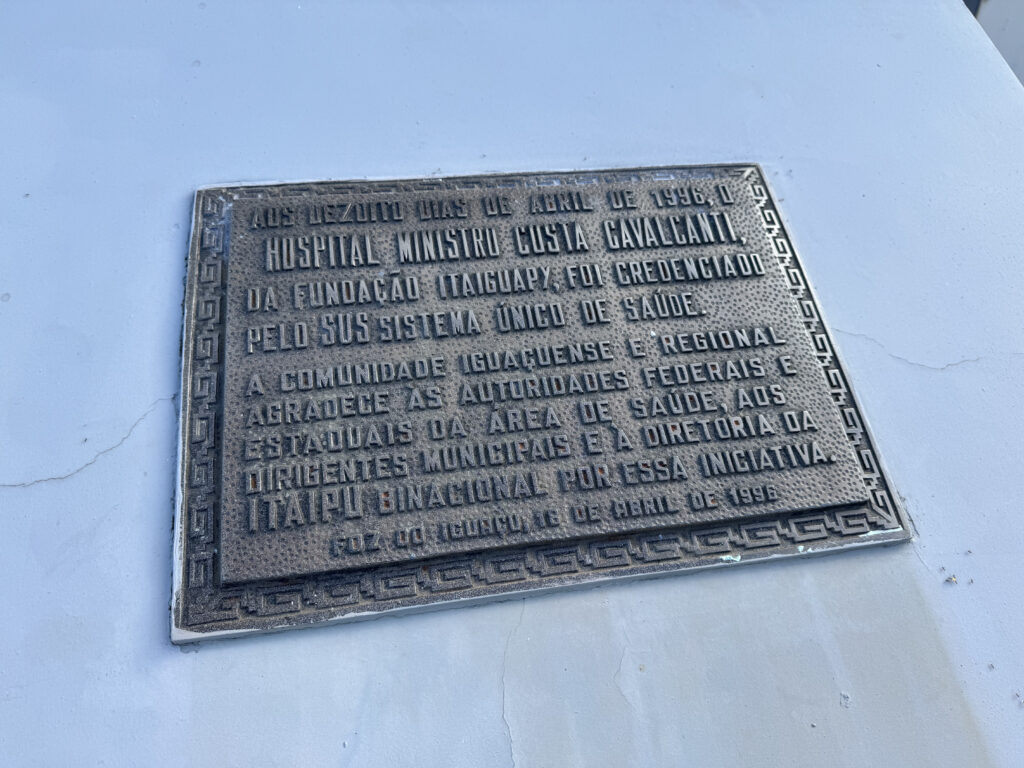 AOS DEZOITO DIAS DE ABRIL DE 1996, O
HOSPITAL MINISTRO COSTA CAVALCANTI,
DA FUNDAÇÃO ITAIGUAPY, FOI CREDENCIADO
PELO SUS SISTEMA ÚNICO DE SAÚDE.
A COMUNIDADE IGUAÇUENSE E REGIONAL
AGRADECE ÀS AUTORIDADES FEDERAIS E
ESTADUAIS DA ÁREA DE SAÚDE, AOS
DIRIGENTES MUNICIPAIS E À DIRETORIA DA
ITAIPU BINACIONAL POR ESSA INICIATIVA.
FOZ DO IGUAÇU, 18 DE ABRIL DE 1996